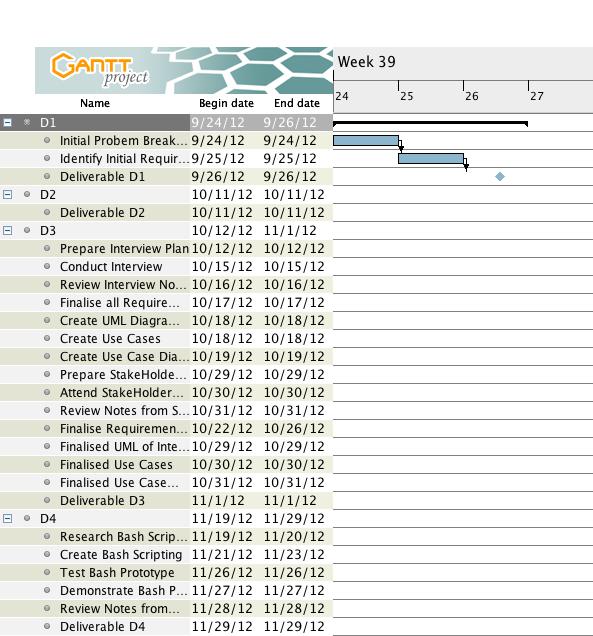 GANTT project
Week 39
24 25 26 27
Name Begin date End date
D1 9/24/12 9/26/12
Initial Probem Break... 9/24/12 9/24/12
Identify Initial Requir... 9/25/12 9/25/12
Deliverable D1 9/26/12 9/26/12
D2 10/11/12 10/11/12
Deliverable D2 10/11/12 10/11/12
D3 10/12/12 11/1/12
Prepare Interview Plan 10/12/12 10/12/12
Conduct Interview 10/15/12 10/15/12
Review Interview No... 10/16/12 10/16/12
Finalise all Require... 10/17/12 10/17/12
Create UML Diagra... 10/18/12 10/18/12
Create Use Cases 10/18/12 10/18/12
Create Use Case Dia... 10/19/12 10/19/12
Prepare StakeHolde... 10/29/12 10/29/12
Attend StakeHolder... 10/30/12 10/30/12
Review Notes from S... 10/31/12 10/31/12
Finalise Requiremen... 10/22/12 10/26/12
Finalised UML of Inte... 10/29/12 10/29/12
Finalised Use Cases 10/30/12 10/30/12
Finalised Use Case... 10/31/12 10/31/12
Deliverable D3 11/1/12 11/1/12
D4 11/19/12 11/29/12
Research Bash Scrip... 11/19/12 11/20/12
Create Bash Scripting 11/21/12 11/23/12
Test Bash Prototype 11/26/12 11/26/12
Demonstrate Bash P... 11/27/12 11/27/12
Review Notes from... 11/28/12 11/28/12
Deliverable D4 11/29/12 11/29/12